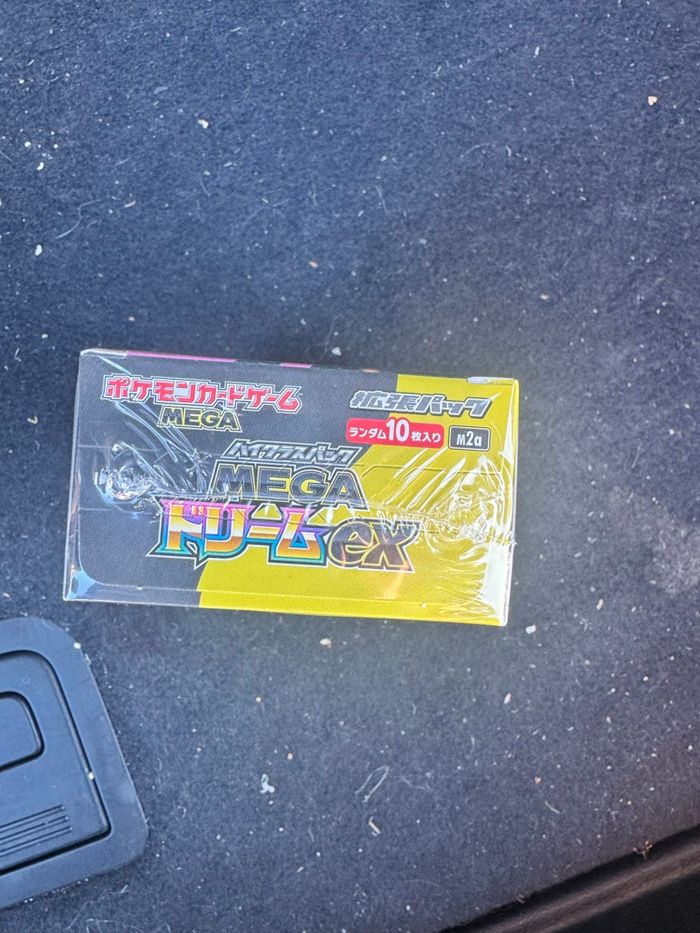 ポケモンカードゲーム
MEGA
拡張パック
ランダム10枚入り
M2a
ハイクラスパック
MEGA
ドリームex